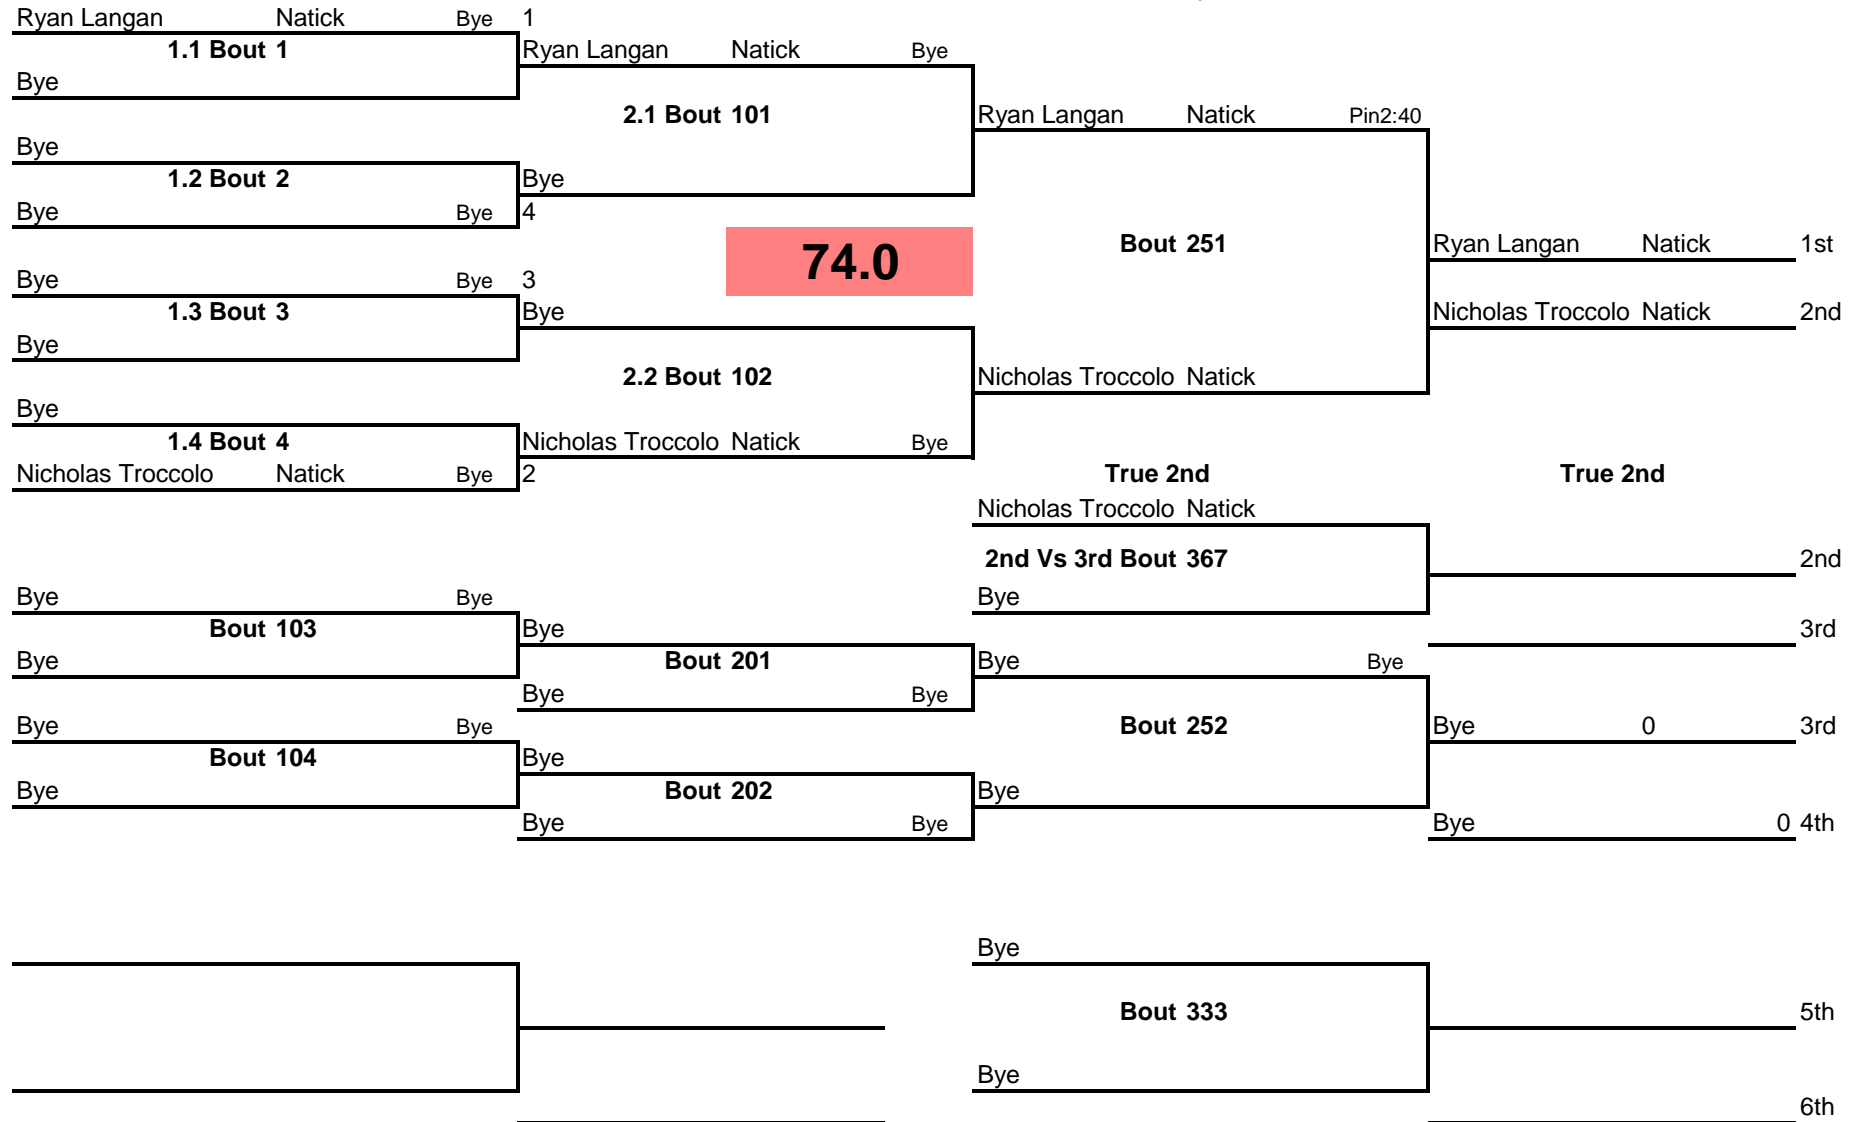 Ryan Langan Natick Bye 1
1.1 Bout 1 Ryan Langan Natick Bye
Bye
2.1 Bout 101 Ryan Langan Natick Pin2:40
Bye
1.2 Bout 2 Bye
Bye Bye 4
74.0 Bout 251 Ryan Langan Natick 1st
Bye Bye 3
1.3 Bout 3 Bye Nicholas Troccolo Natick 2nd
Bye
2.2 Bout 102 Nicholas Troccolo Natick
Bye
1.4 Bout 4 Nicholas Troccolo Natick Bye
Nicholas Troccolo Natick Bye 2 True 2nd True 2nd
Nicholas Troccolo Natick
2nd Vs 3rd Bout 367 2nd
Bye Bye Bye
Bout 103 Bye 3rd
Bye Bout 201 Bye Bye
Bye Bye
Bye Bye Bout 252 Bye 0 3rd
Bout 104 Bye
Bye Bout 202 Bye
Bye Bye Bye 0 4th
Bye
Bout 333 5th
Bye
6th